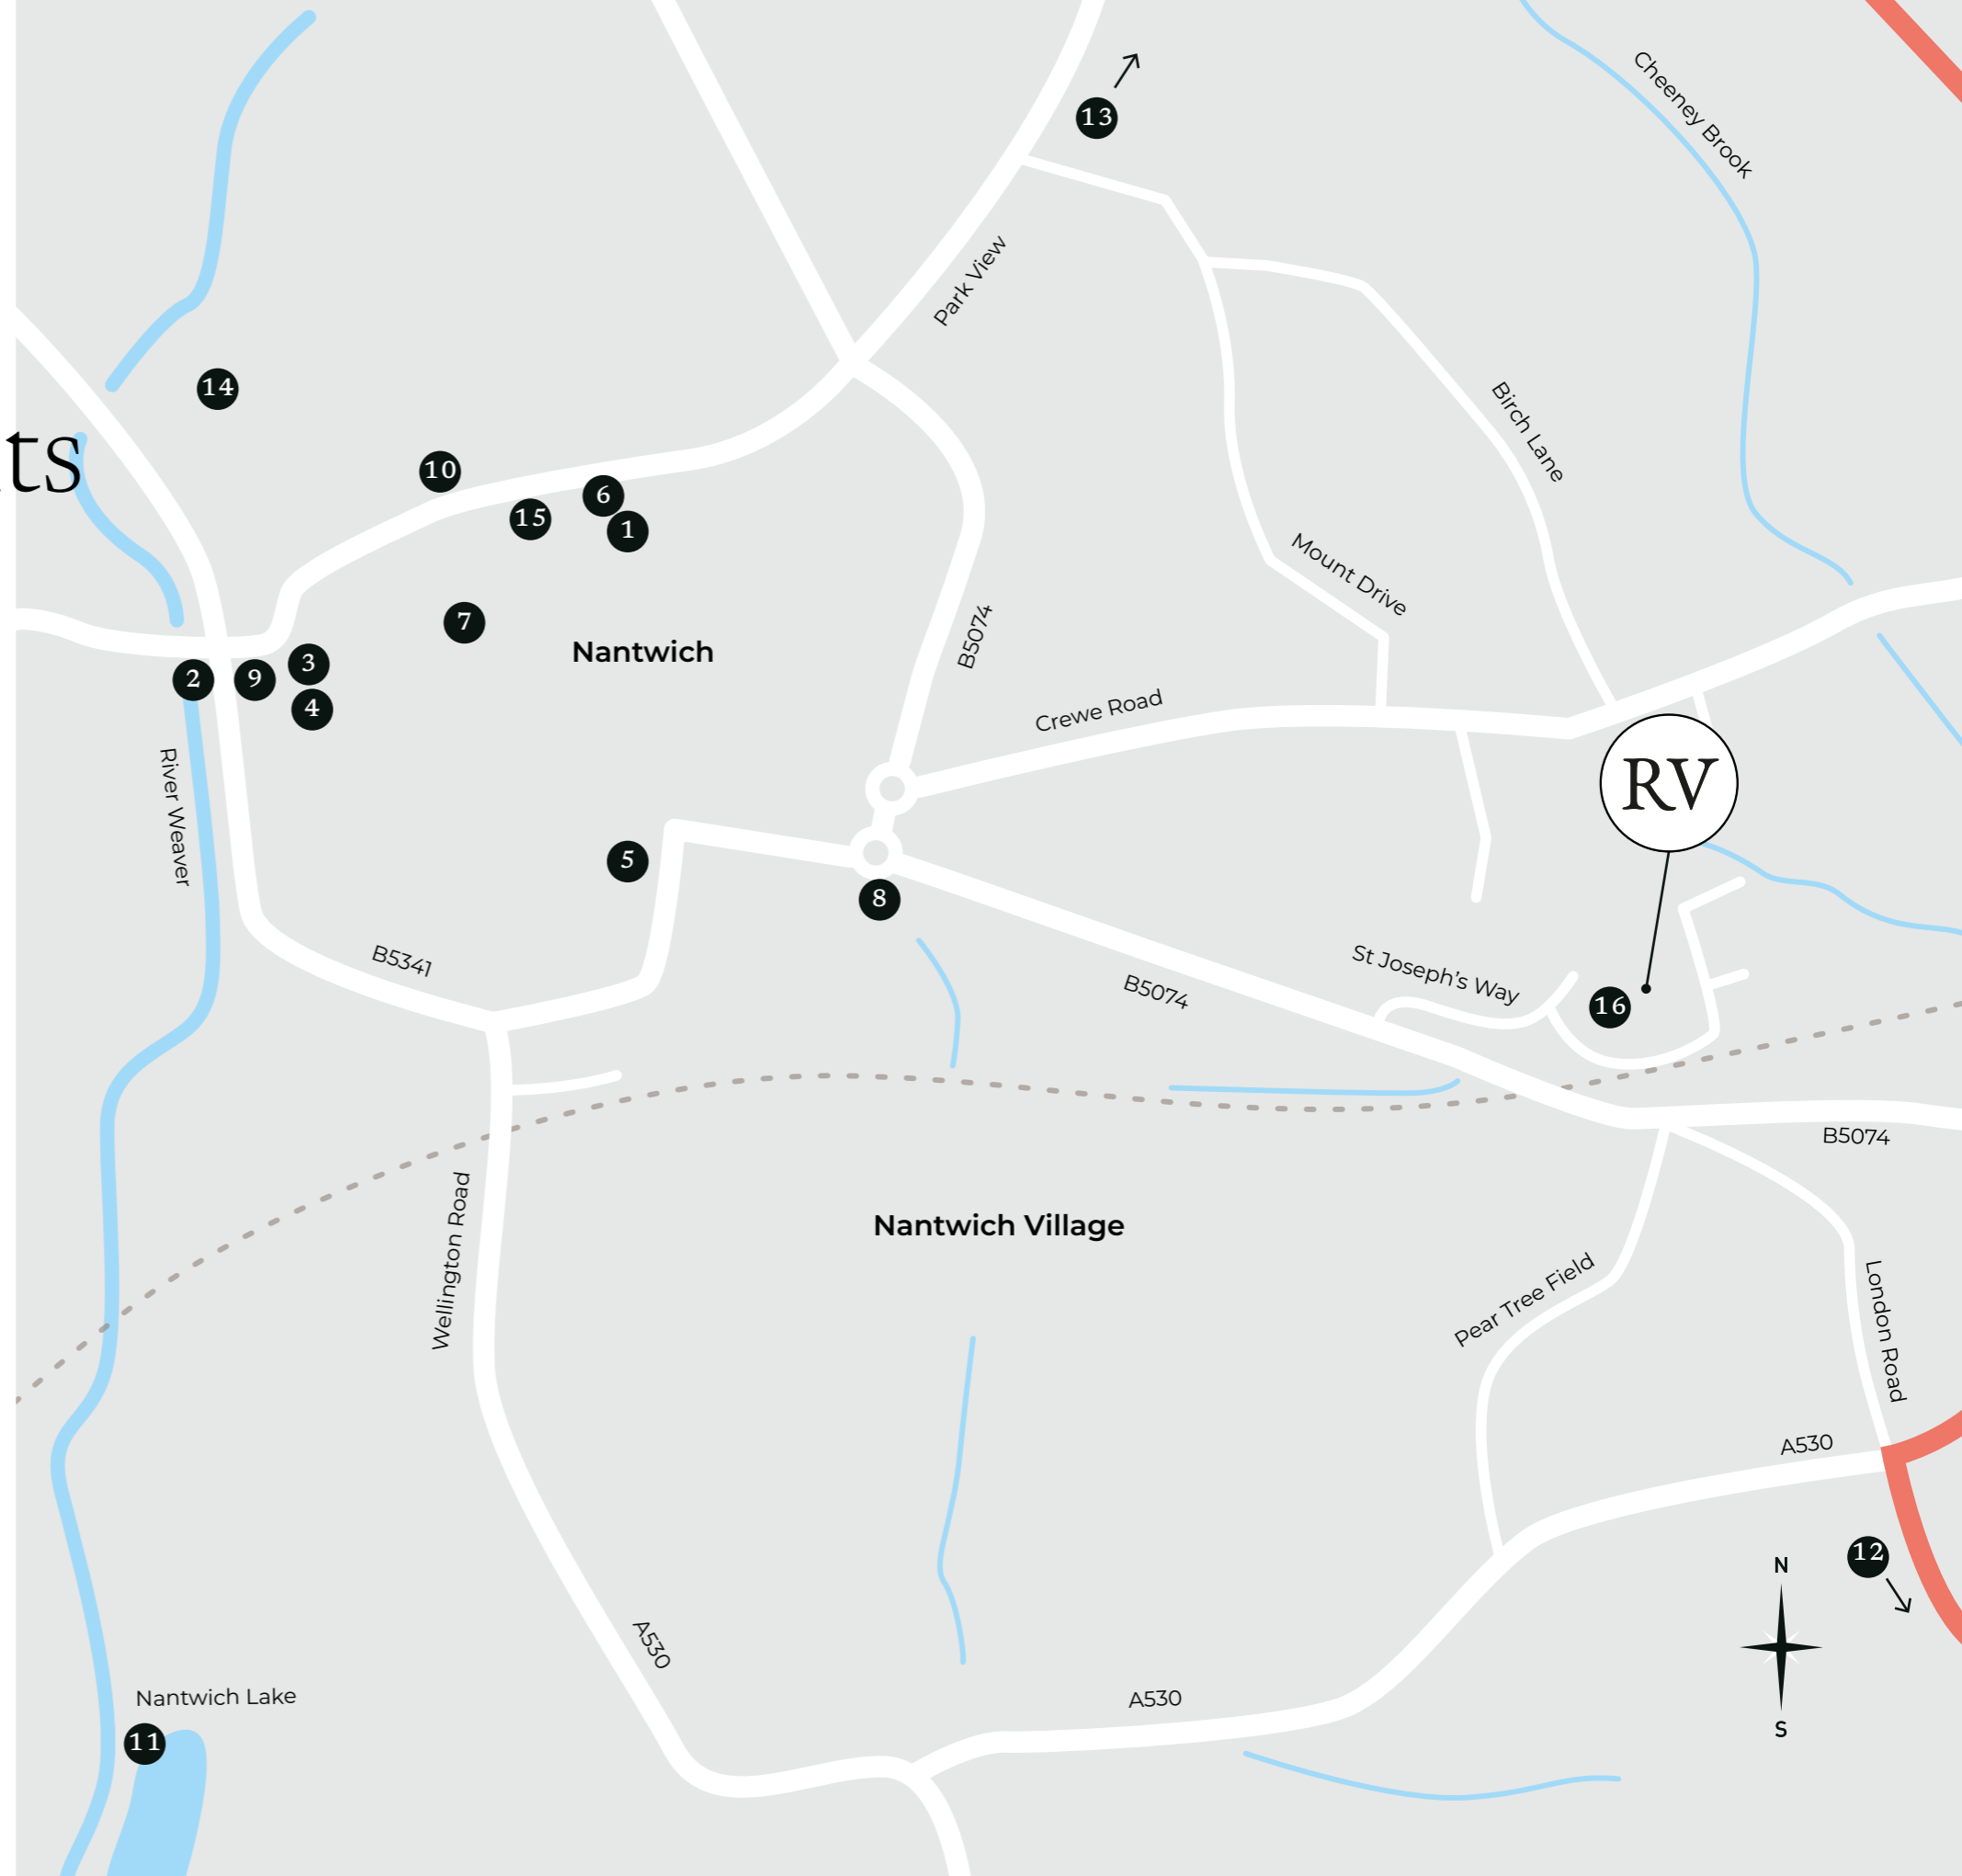 Cheeney Brook
13
Park View
14
ts
Birch Lane
10
6
15
1
Mount Drive
7
B5074
Nantwich
3
2
9
4
Crewe Road
River Weaver
RV
5
8
B5341
St Joseph's Way
B5074
16
B5074
Wellington Road
Nantwich Village
Pear Tree Field
London Road
A530
12
N
A530
Nantwich Lake
A530
11
S